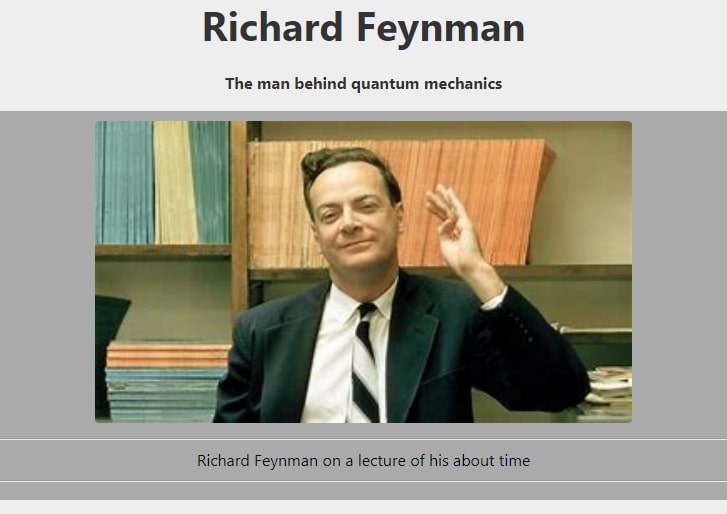 Richard Feynman
The man behind quantum mechanics
Richard Feynman on a lecture of his about time